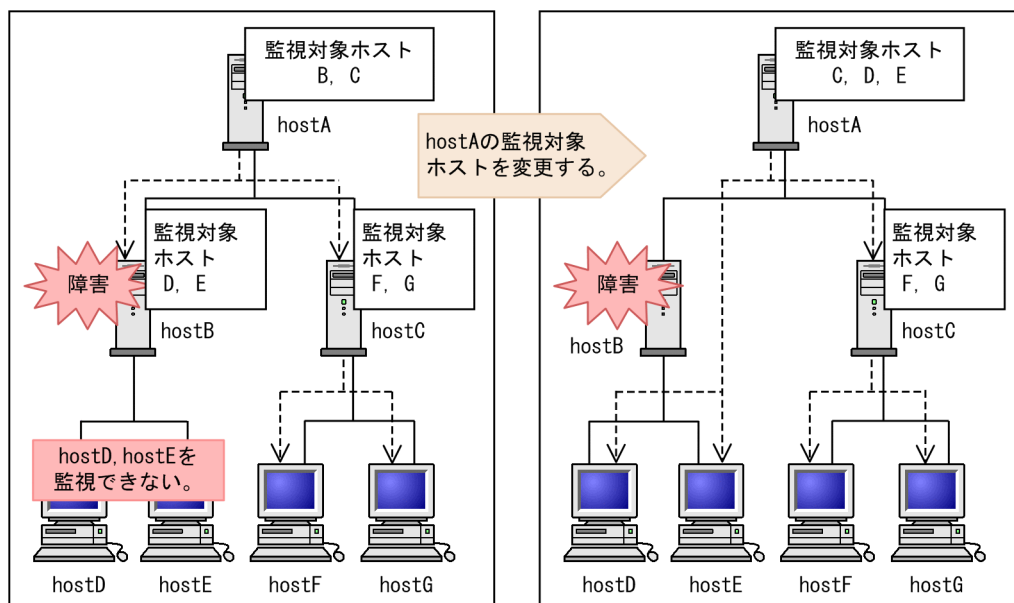 監視対象ホスト
B, C
hostA
監視対象
ホスト
D, E
障害
hostB
監視対象
ホスト
F, G
hostC
hostD,hostEを
監視できない。
hostD
hostE
hostF
hostG
hostAの監視対象
ホストを変更する。
監視対象ホスト
C, D, E
hostA
障害
hostB
監視対象
ホスト
F, G
hostC
hostD
hostE
hostF
hostG